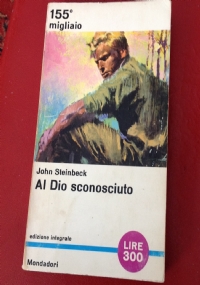 155°
migliaio
John Steinbeck
Al Dio sconosciuto
edizione integrale
LIRE
300
Mondadori